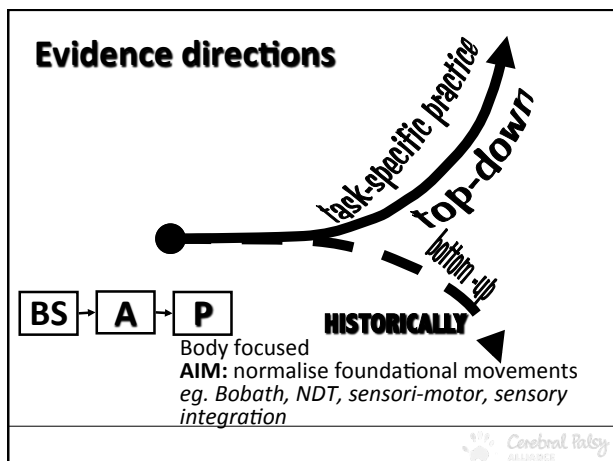 Evidence directions
task-specific practice
top-down
bottom-up
BS A P
HISTORICALLY
Body focused
AIM: normalise foundational movements
eg. Bobath, NDT, sensori-motor, sensory
integration
Cerebral Palsy
ALLIANCE